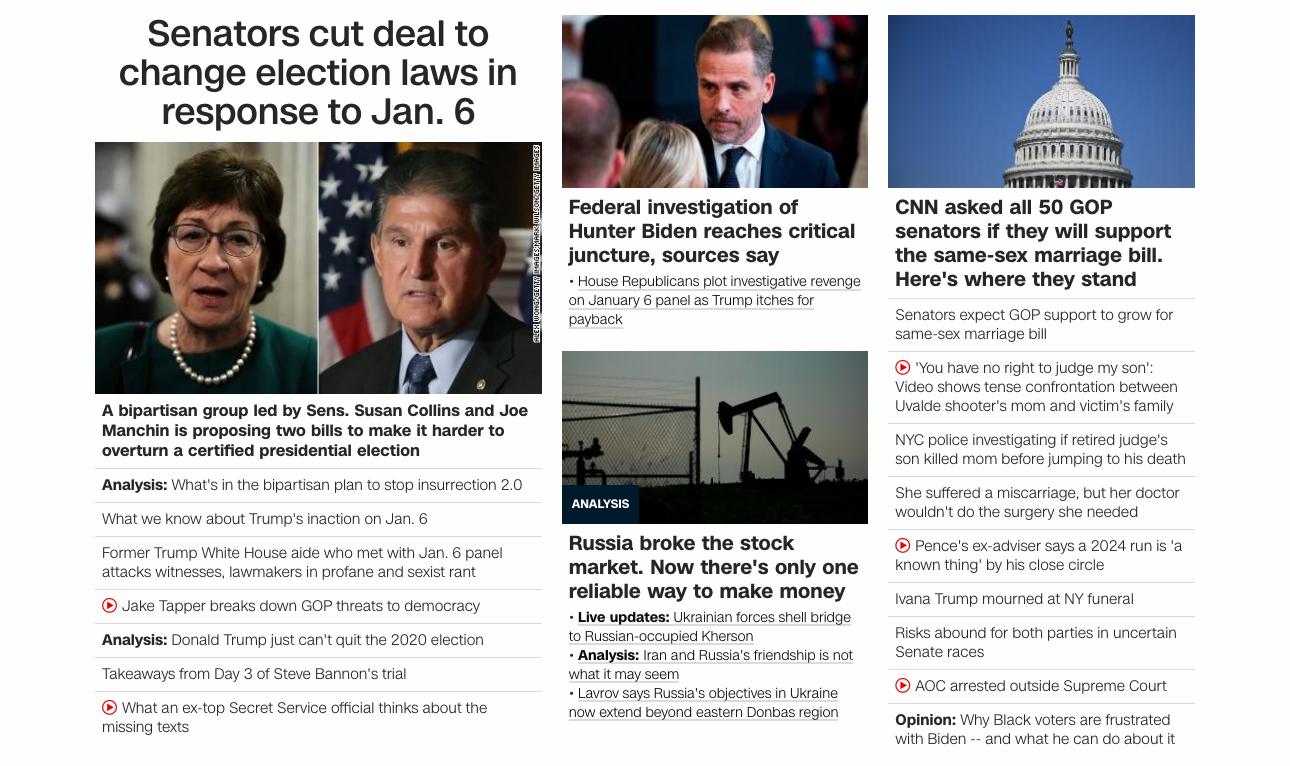 Senators cut deal to
change election laws in
response to Jan. 6
ALEX WONG/GETTY IMAGES/MARK WILSON/GETTY IMAGES
A bipartisan group led by Sens. Susan Collins and Joe
Manchin is proposing two bills to make it harder to
overturn a certified presidential election
Analysis: What's in the bipartisan plan to stop insurrection 2.0
What we know about Trump's inaction on Jan. 6
Former Trump White House aide who met with Jan. 6 panel
attacks witnesses, lawmakers in profane and sexist rant
Jake Tapper breaks down GOP threats to democracy
Analysis: Donald Trump just can't quit the 2020 election
Takeaways from Day 3 of Steve Bannon's trial
What an ex-top Secret Service official thinks about the
missing texts
Federal investigation of
Hunter Biden reaches critical
juncture, sources say
• House Republicans plot investigative revenge
on January 6 panel as Trump itches for
payback
ANALYSIS
Russia broke the stock
market. Now there's only one
reliable way to make money
• Live updates: Ukrainian forces shell bridge
to Russian-occupied Kherson
• Analysis: Iran and Russia's friendship is not
what it may seem
• Lavrov says Russia's objectives in Ukraine
now extend beyond eastern Donbas region
CNN asked all 50 GOP
senators if they will support
the same-sex marriage bill.
Here's where they stand
Senators expect GOP support to grow for
same-sex marriage bill
'You have no right to judge my son':
Video shows tense confrontation between
Uvalde shooter's mom and victim's family
NYC police investigating if retired judge's
son killed mom before jumping to his death
She suffered a miscarriage, but her doctor
wouldn't do the surgery she needed
Pence's ex-adviser says a 2024 run is 'a
known thing' by his close circle
Ivana Trump mourned at NY funeral
Risks abound for both parties in uncertain
Senate races
AOC arrested outside Supreme Court
Opinion: Why Black voters are frustrated
with Biden -- and what he can do about it